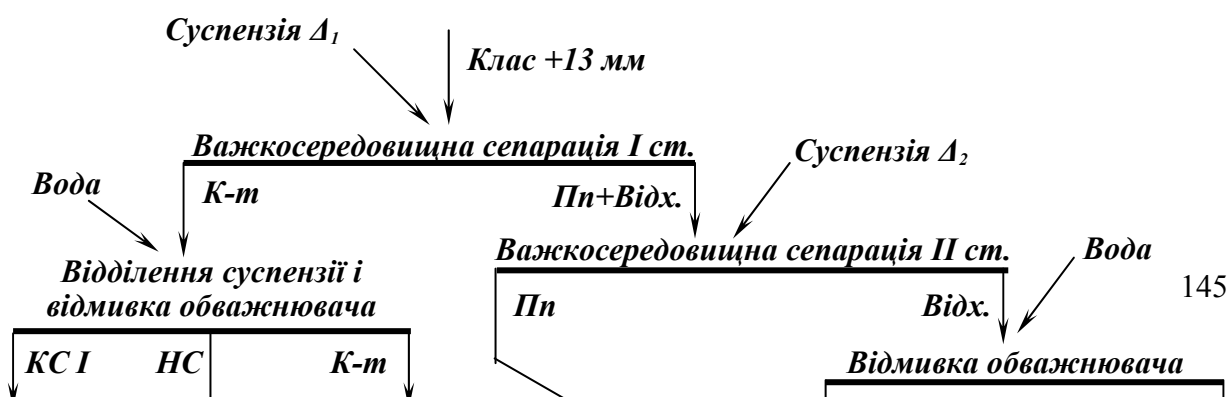 Суспензія Δ₁
Клас +13 мм
Важкосередовищна сепарація І ст.
Суспензія Δ₂
Вода
К-т
Пп+Відх.
Важкосередовищна сепарація ІІ ст.
Вода
Відділення суспензії і
відмивка обважнювача
Пп
Відх.
145
КС І
НС
К-т
Відмивка обважнювача